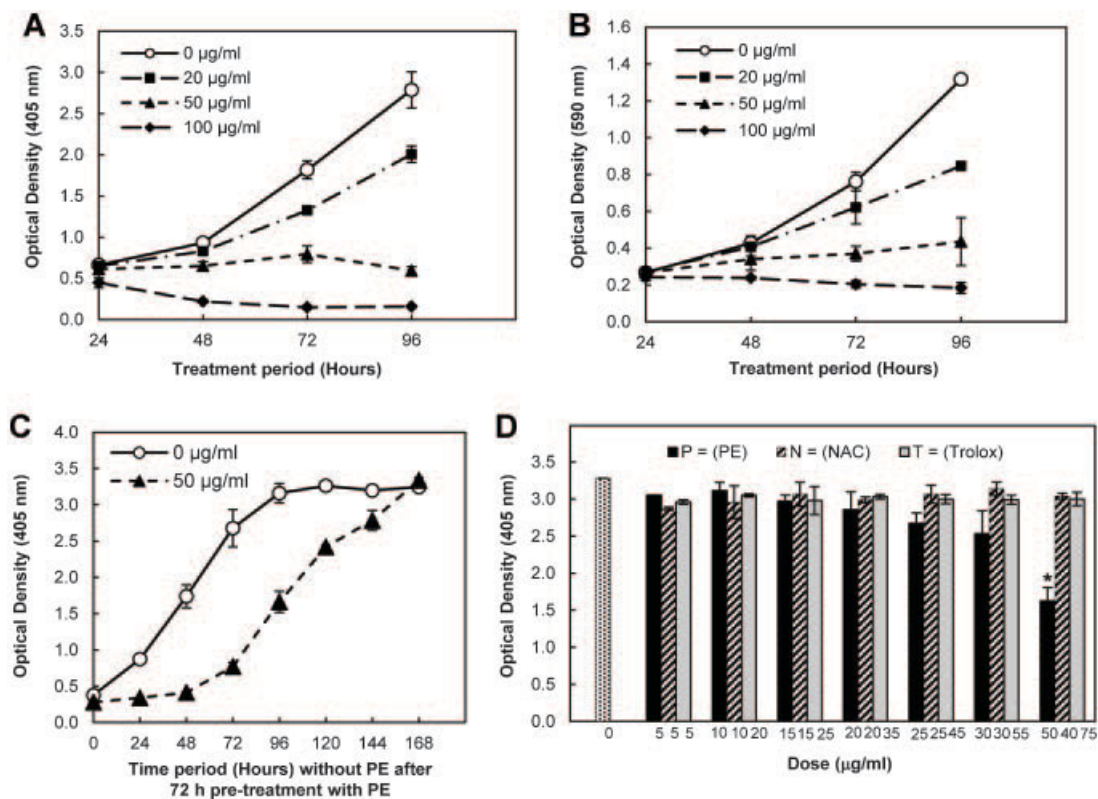 A
0 µg/ml
20 µg/ml
50 µg/ml
100 µg/ml
Optical Density (405 nm)
3.5
3.0
2.5
2.0
1.5
1.0
0.5
0.0
24 48 72 96
Treatment period (Hours)
B
0 µg/ml
20 µg/ml
50 µg/ml
100 µg/ml
Optical Density (590 nm)
1.6
1.4
1.2
1.0
0.8
0.6
0.4
0.2
0.0
24 48 72 96
Treatment period (Hours)
C
0 µg/ml
50 µg/ml
Optical Density (405 nm)
4.0
3.5
3.0
2.5
2.0
1.5
1.0
0.5
0.0
0 24 48 72 96 120 144 168
Time period (Hours) without PE after
72 h pre-treatment with PE
D
P = (PE) N = (NAC) T = (Trolox)
Optical Density (405 nm)
3.5
3.0
2.5
2.0
1.5
1.0
0.5
0.0
*
0 5 5 5 10 10 20 15 15 25 20 20 35 25 25 45 30 30 55 50 40 75
Dose (µg/ml)